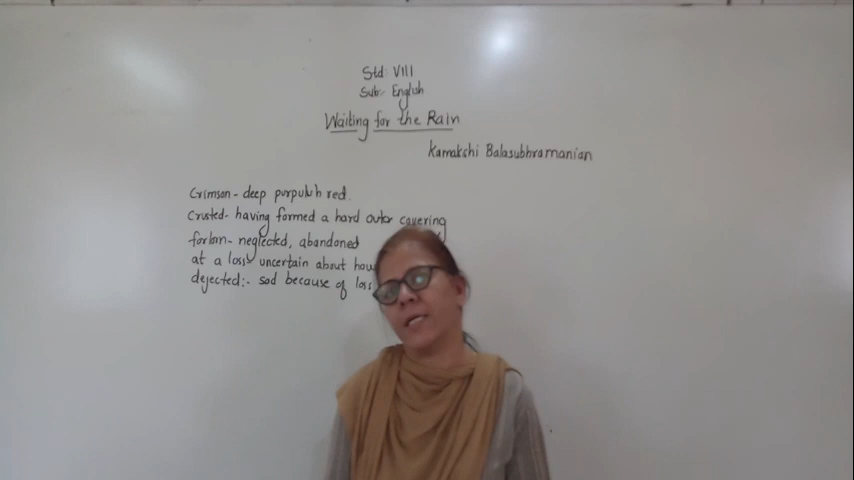 Std: VIII
Sub:- English
Waiting for the Rain
Kamakshi Balasubhramanian
Crimson - deep purpulish red.
Crusted - having formed a hard outer covering
forlorn - neglected, abandoned
at a loss uncertain about how
dejected:- sad because of loss